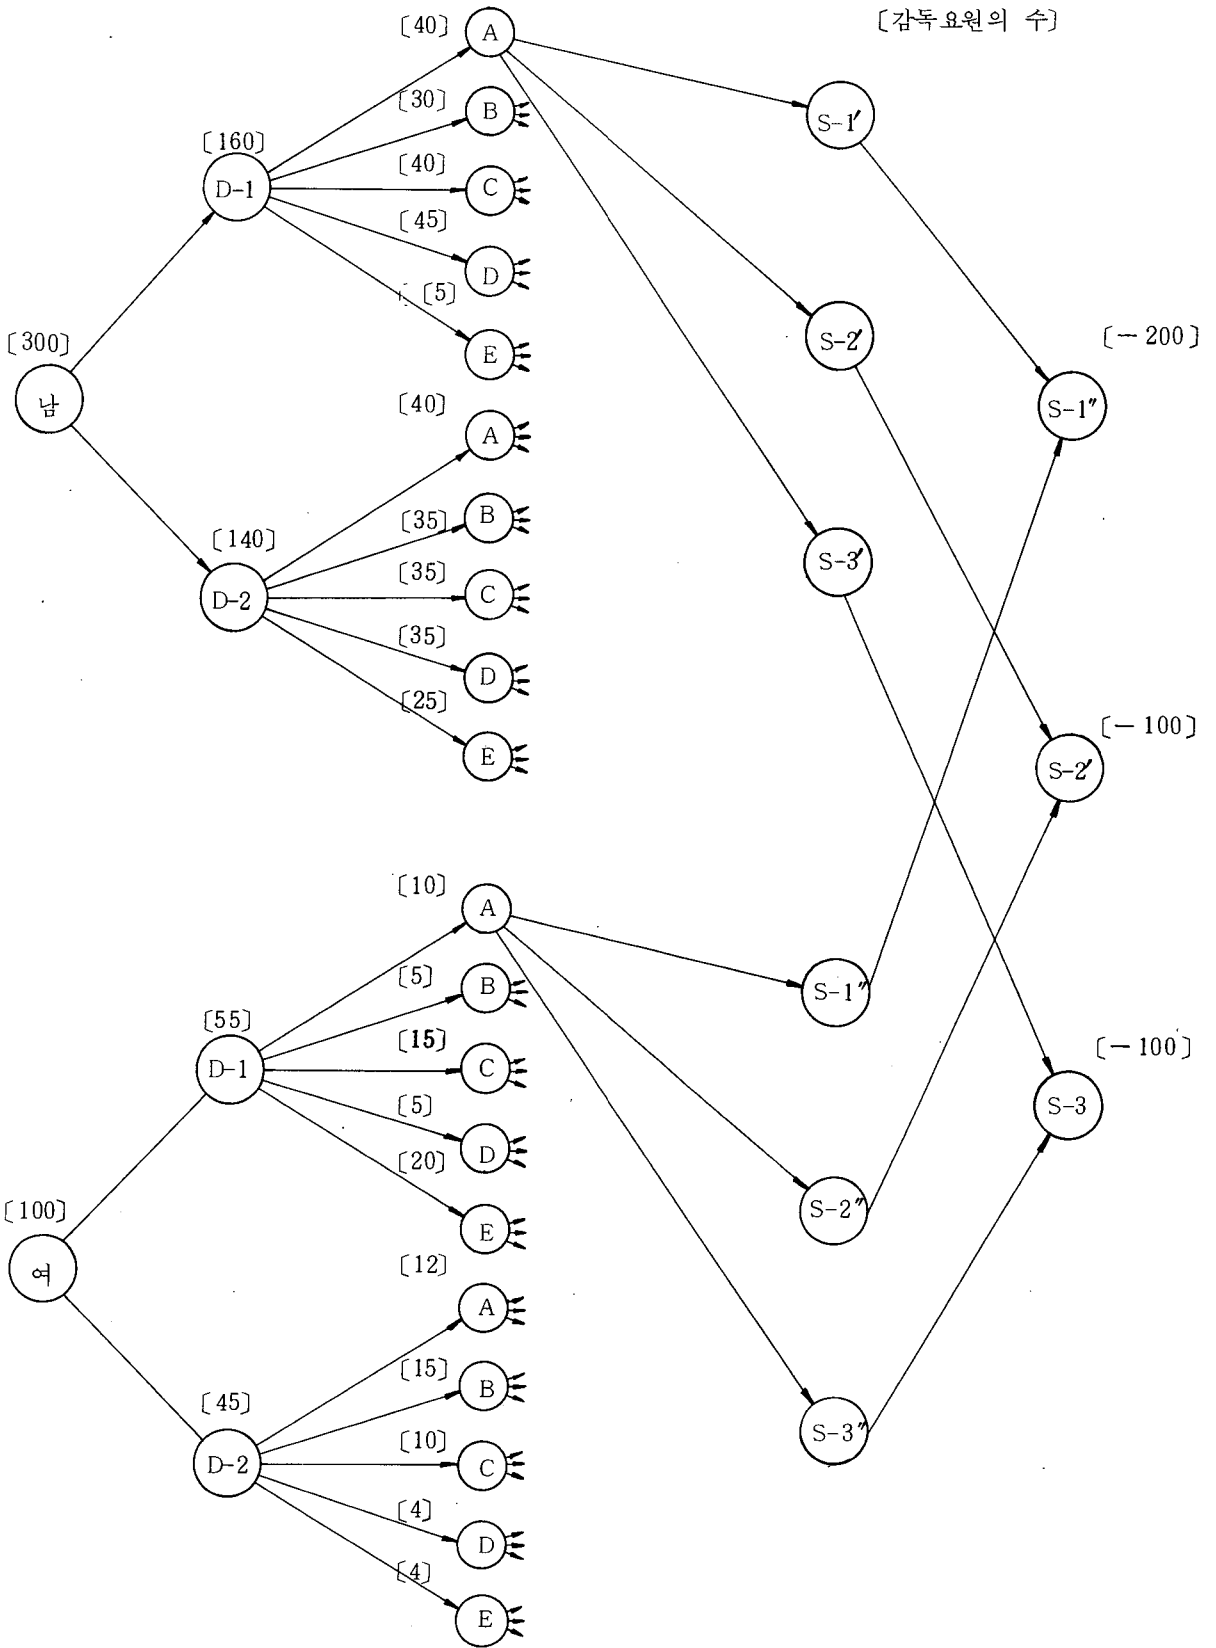 [감독요원의 수]
[40]
A
S-1′
[30]
B
[160]
D-1
[40]
C
[45]
D
[5]
E
S-2′
[-200]
S-1″
[300]
남
[40]
A
[35]
B
[140]
D-2
[35]
C
S-3′
[35]
D
[25]
E
[-100]
S-2′
[10]
A
[5]
B
S-1″
[55]
D-1
[15]
C
[-100]
S-3
[5]
D
[20]
E
S-2″
[100]
여
[12]
A
[15]
B
[45]
D-2
[10]
C
S-3″
[4]
D
[4]
E